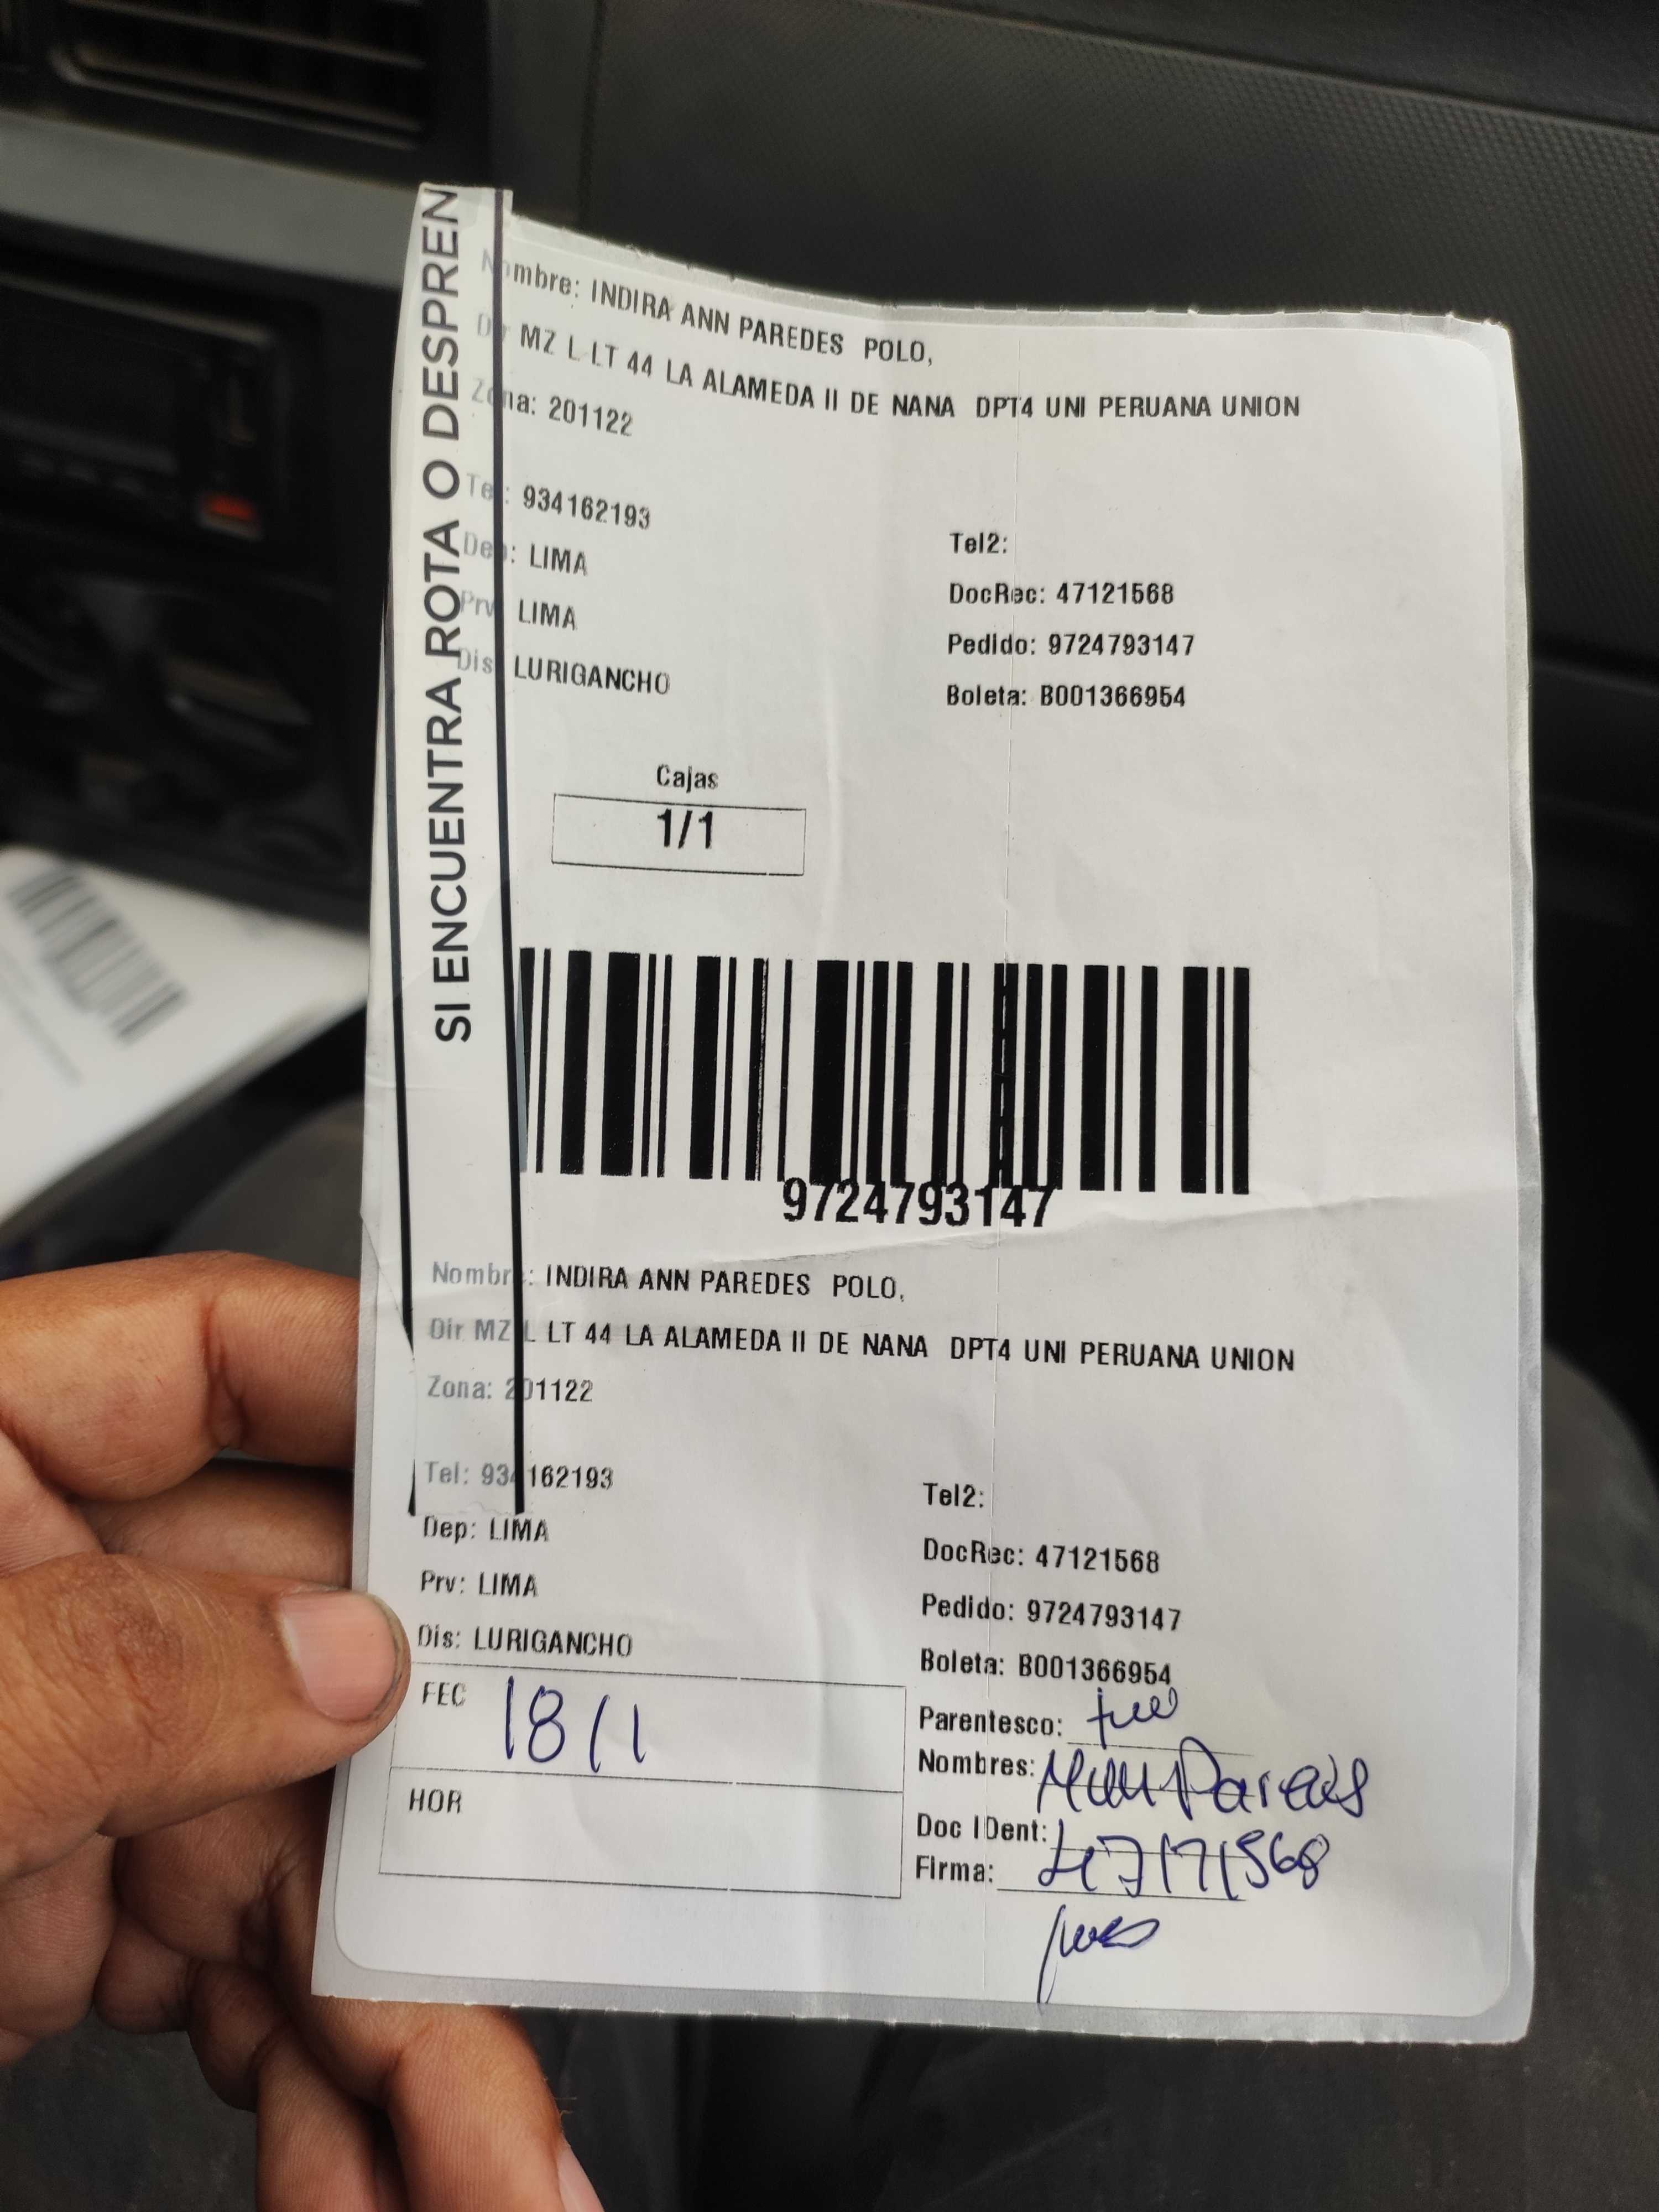 SI ENCUENTRA ROTA O DESPREN
Nombre: INDIRA ANN PAREDES POLO,
Dir MZ L LT 44 LA ALAMEDA II DE NANA DPT4 UNI PERUANA UNION
Zona: 201122
Tel: 934162193
Tel2:
Dep: LIMA
DocRec: 47121568
Prv: LIMA
Pedido: 9724793147
Dis: LURIGANCHO
Boleta: B001366954
Cajas
1/1
9724793147
Nombre: INDIRA ANN PAREDES POLO,
Dir MZ L LT 44 LA ALAMEDA II DE NANA DPT4 UNI PERUANA UNION
Zona: 201122
Tel: 934162193
Tel2:
Dep: LIMA
DocRec: 47121568
Prv: LIMA
Pedido: 9724793147
Dis: LURIGANCHO
Boleta: B001366954
FEC 18/1
Parentesco:
Nombres: Paredes
HOR
Doc IDent: 47121568
Firma: